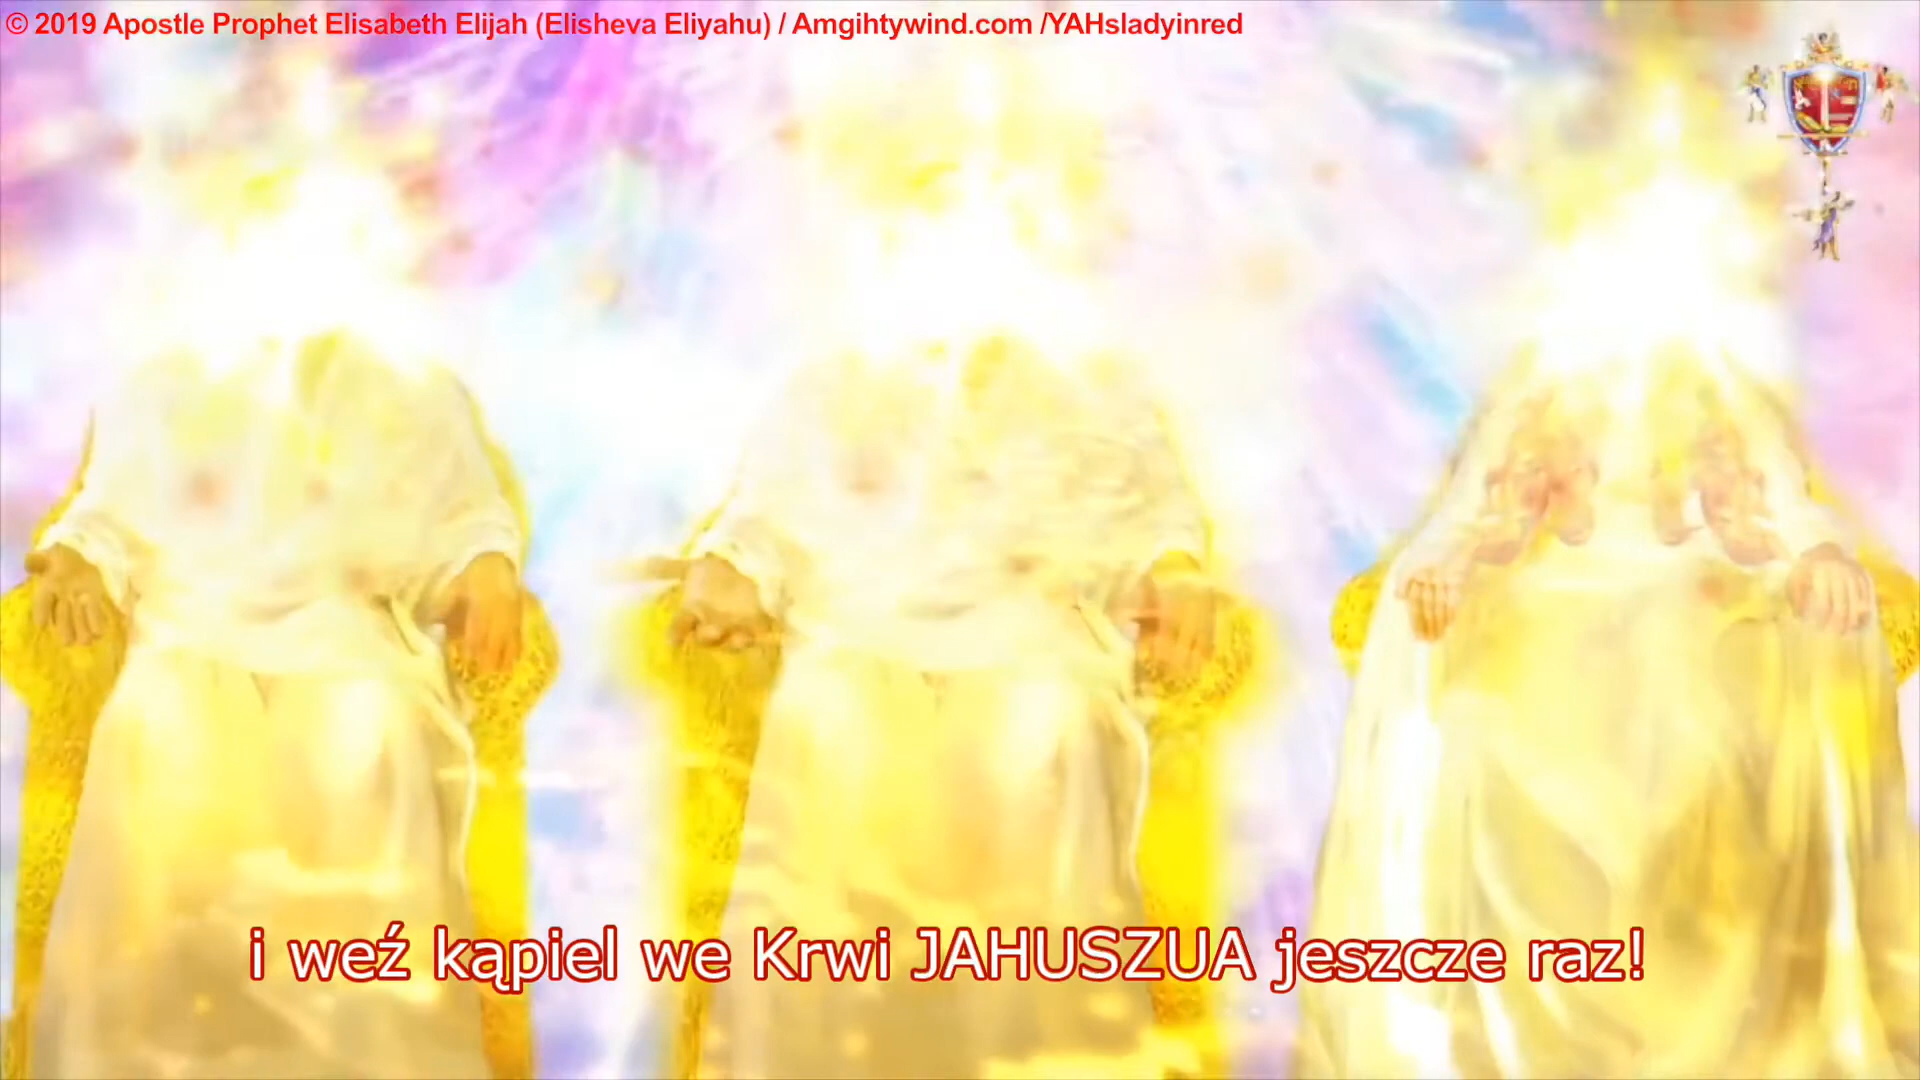 © 2019 Apostle Prophet Elisabeth Elijah (Elisheva Eliyahu) / Amgihtywind.com /YAHsladyinred
i weź kąpiel we Krwi JAHUSZUA jeszcze raz!